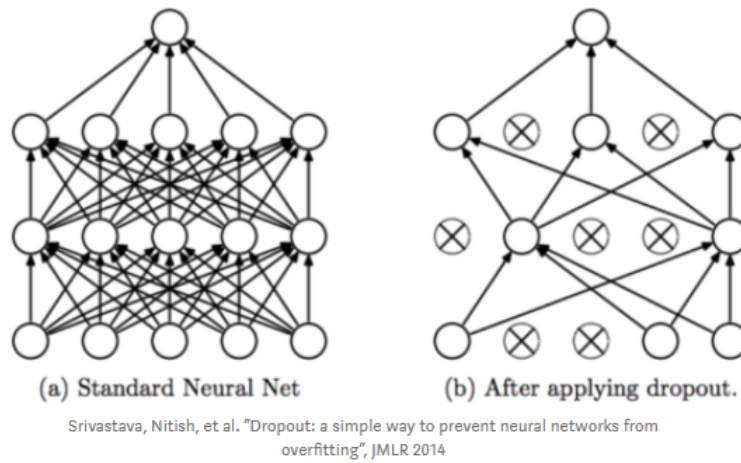 (a) Standard Neural Net
(b) After applying dropout.
Srivastava, Nitish, et al. "Dropout: a simple way to prevent neural networks from
overfitting", JMLR 2014